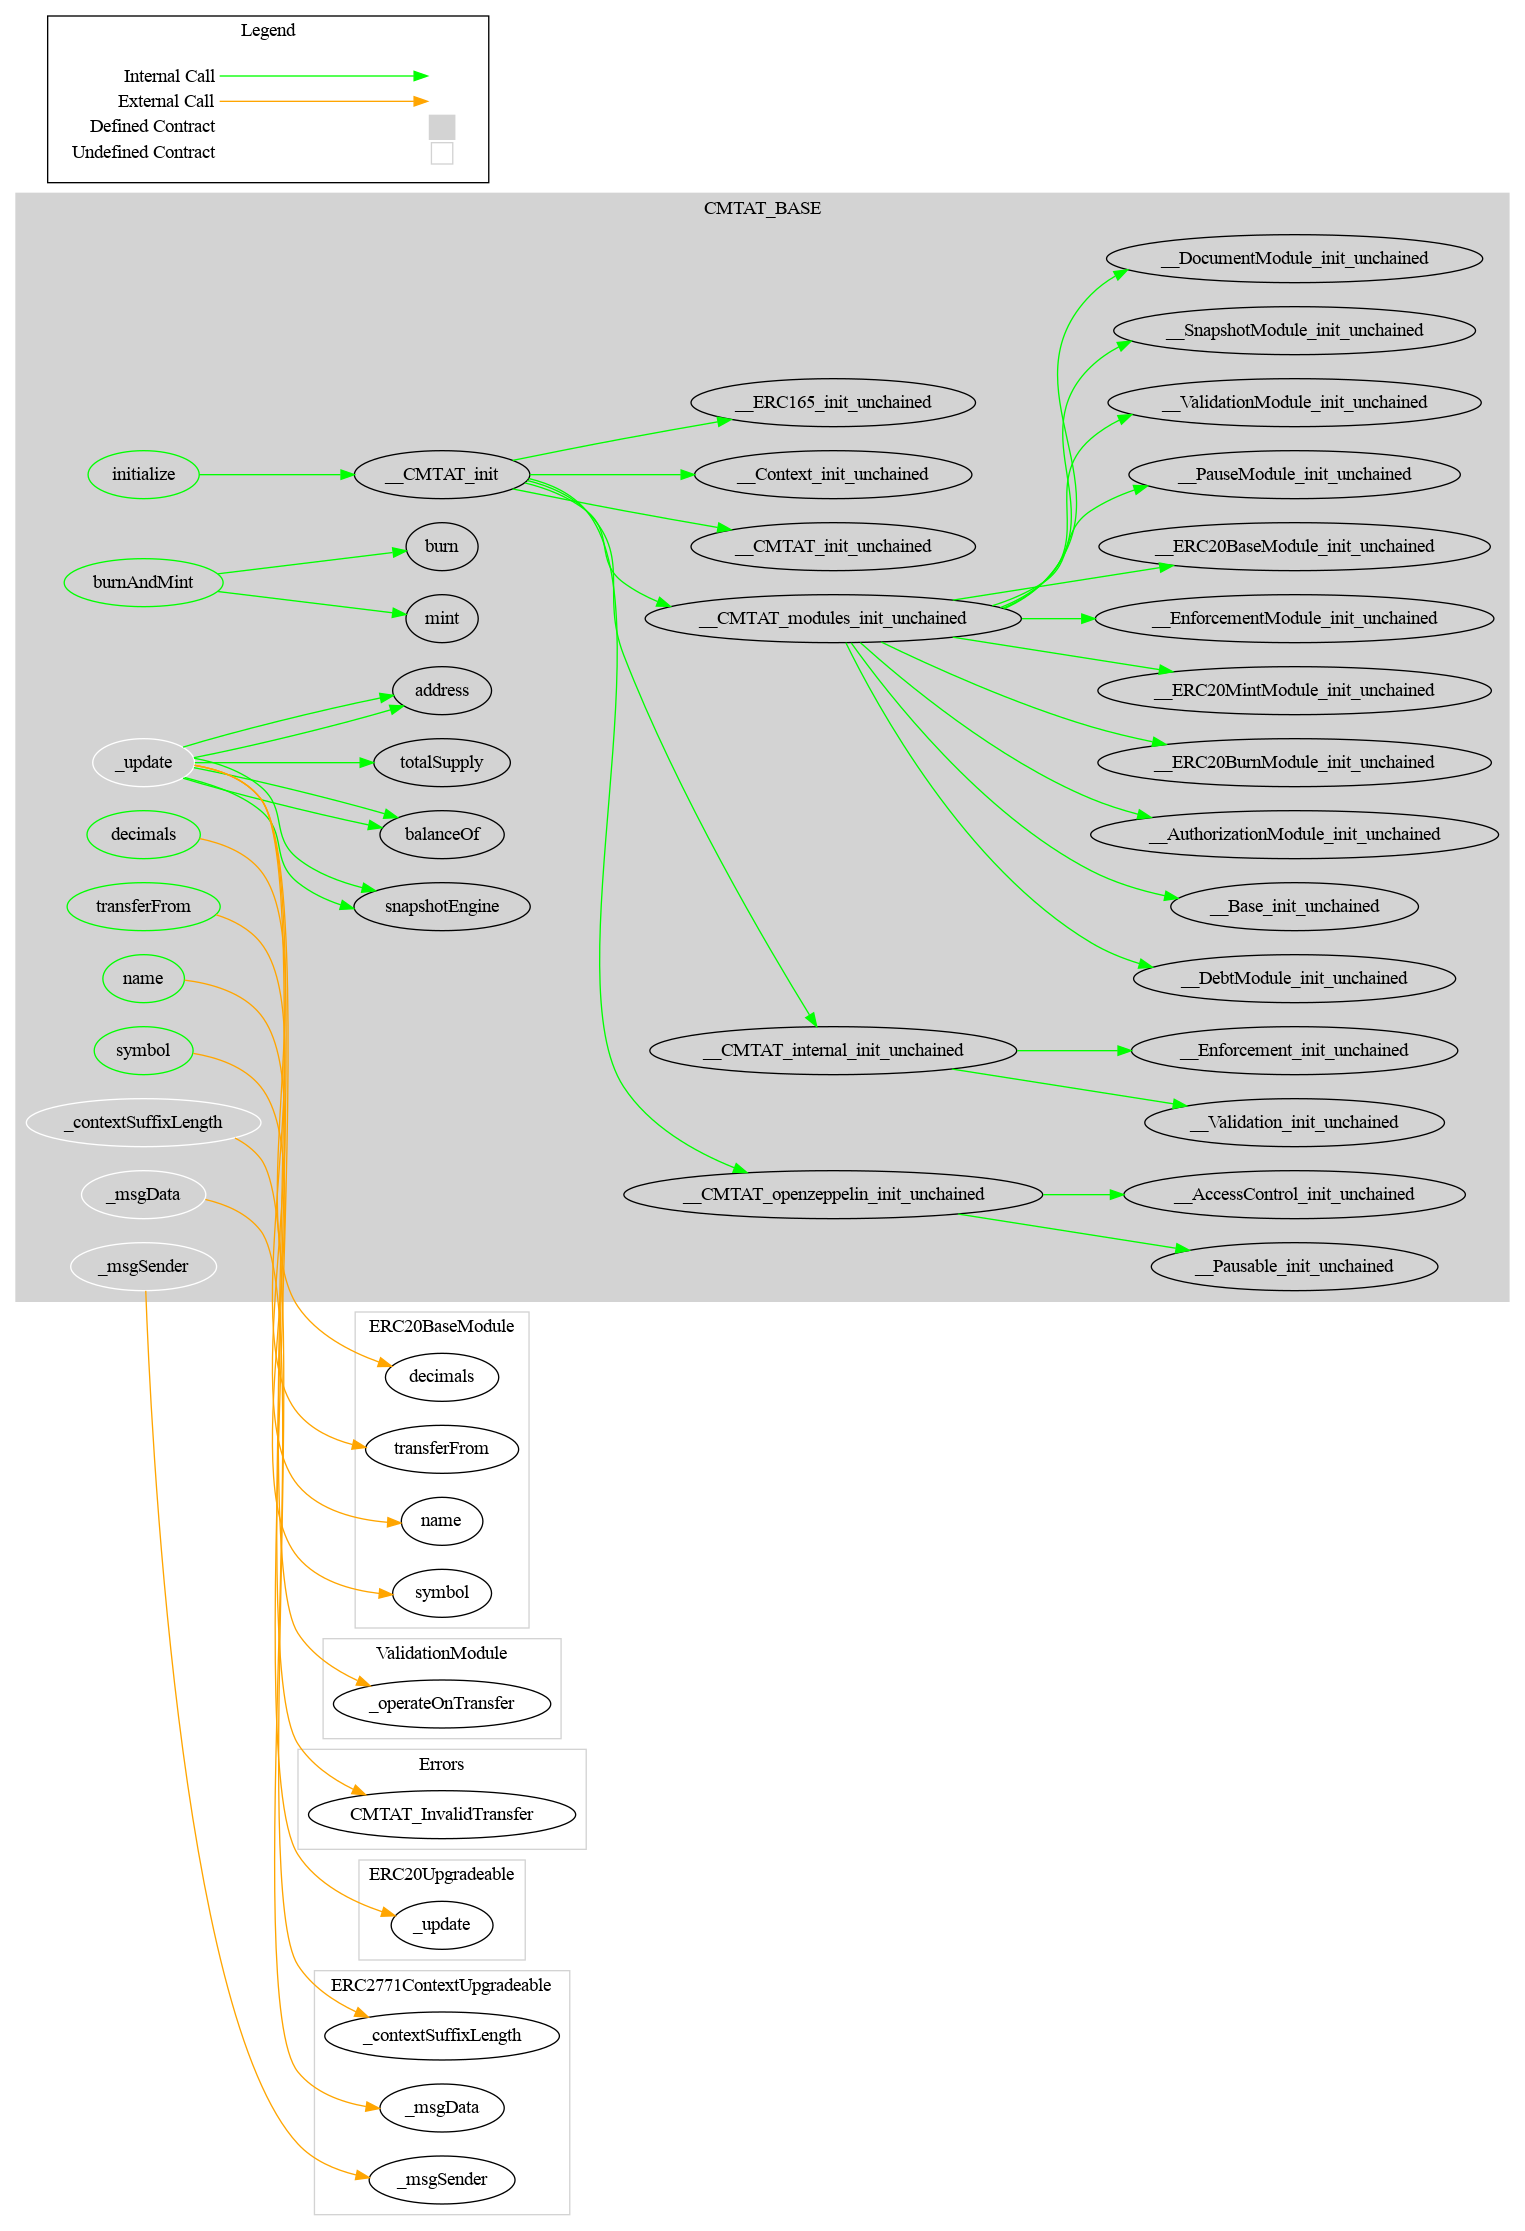 Legend
Internal Call
External Call
Defined Contract
Undefined Contract
CMTAT_BASE
initialize
burnAndMint
_update
decimals
transferFrom
name
symbol
_contextSuffixLength
_msgData
_msgSender
__CMTAT_init
burn
mint
address
totalSupply
balanceOf
snapshotEngine
__ERC165_init_unchained
__Context_init_unchained
__CMTAT_init_unchained
__CMTAT_modules_init_unchained
__CMTAT_internal_init_unchained
__CMTAT_openzeppelin_init_unchained
__DocumentModule_init_unchained
__SnapshotModule_init_unchained
__ValidationModule_init_unchained
__PauseModule_init_unchained
__ERC20BaseModule_init_unchained
__EnforcementModule_init_unchained
__ERC20MintModule_init_unchained
__ERC20BurnModule_init_unchained
__AuthorizationModule_init_unchained
__Base_init_unchained
__DebtModule_init_unchained
__Enforcement_init_unchained
__Validation_init_unchained
__AccessControl_init_unchained
__Pausable_init_unchained
ERC20BaseModule
decimals
transferFrom
name
symbol
ValidationModule
_operateOnTransfer
Errors
CMTAT_InvalidTransfer
ERC20Upgradeable
_update
ERC2771ContextUpgradeable
_contextSuffixLength
_msgData
_msgSender